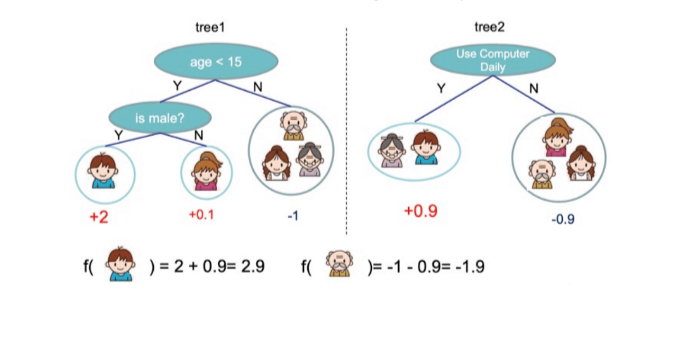 tree1
tree2
age < 15
Use Computer
Daily
Y
N
Y
N
is male?
Y
N
+2
+0.1
-1
+0.9
-0.9
f( ) = 2 + 0.9= 2.9
f( )= -1 - 0.9= -1.9